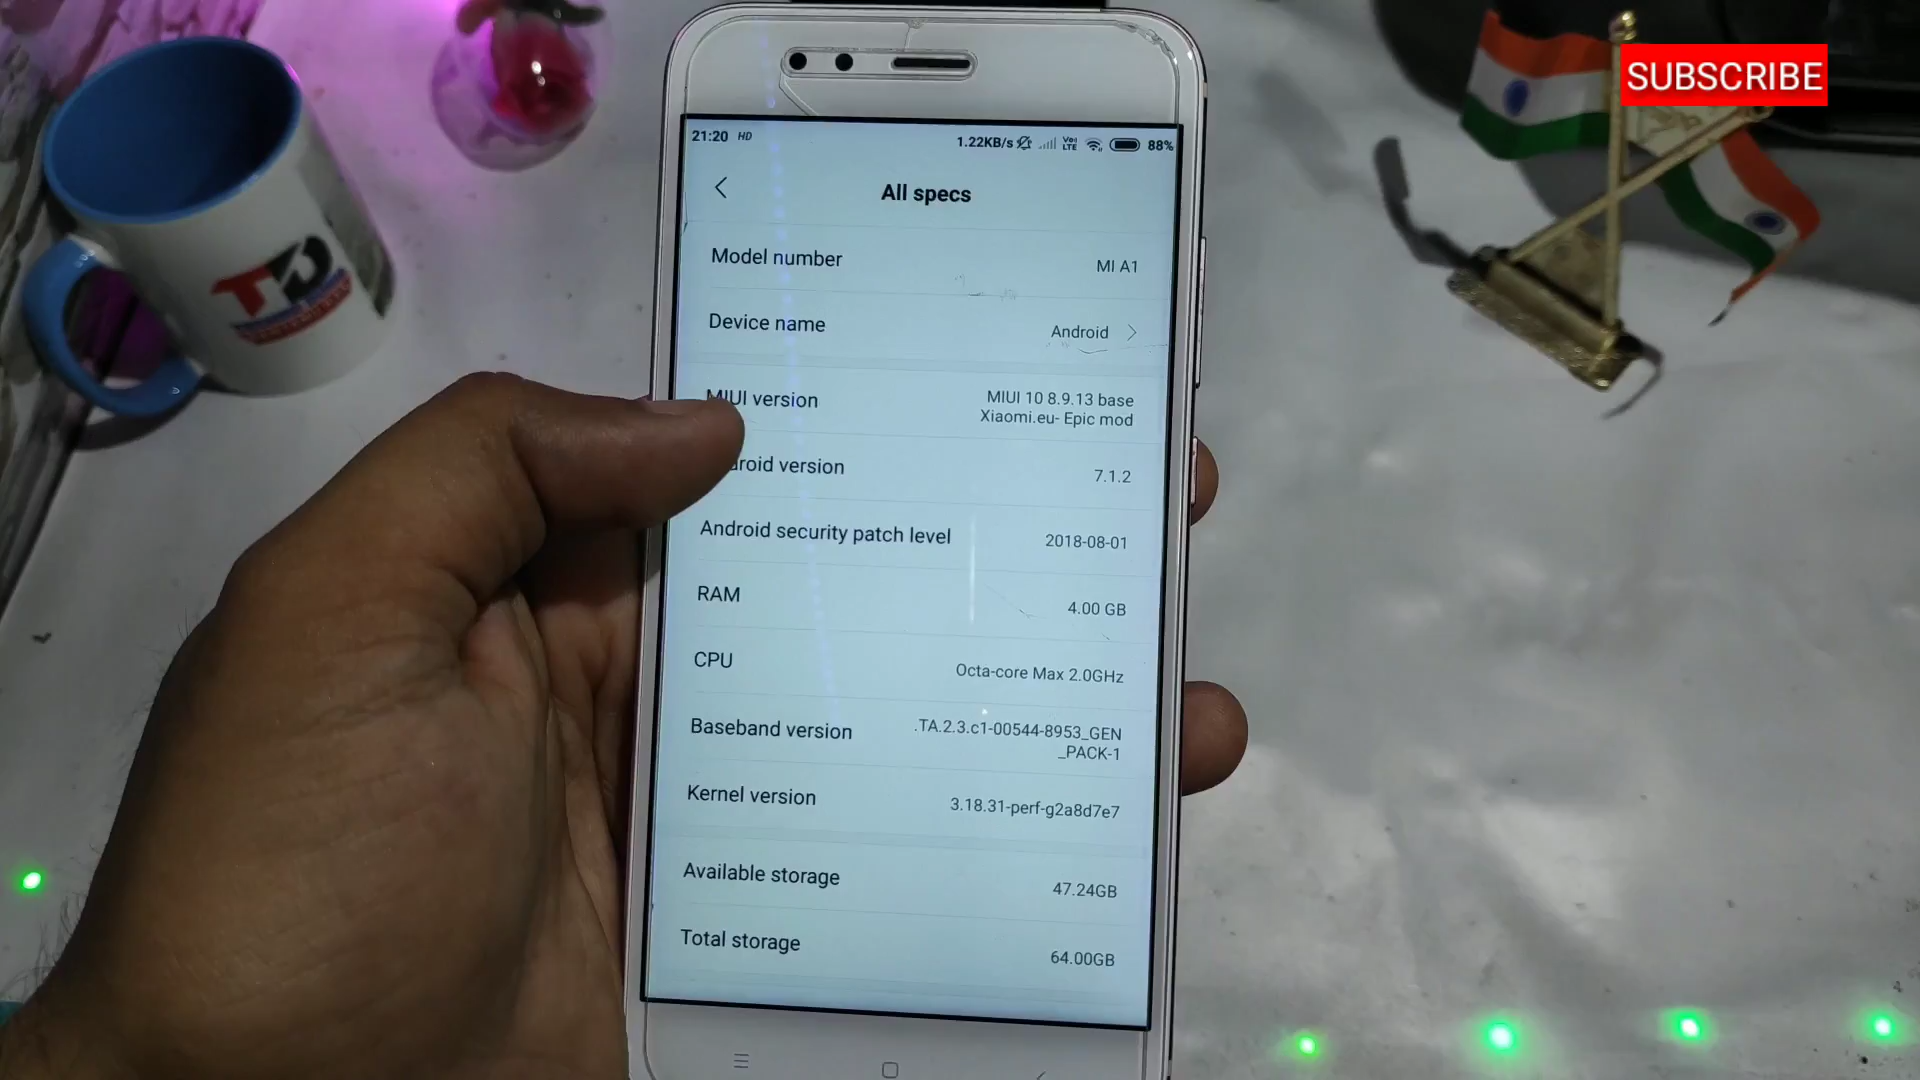 SUBSCRIBE
21:20 HD
1.22KB/s VoLTE 88%
All specs
Model number MI A1
Device name Android
MIUI version MIUI 10 8.9.13 base
Xiaomi.eu- Epic mod
droid version 7.1.2
Android security patch level 2018-08-01
RAM 4.00 GB
CPU Octa-core Max 2.0GHz
Baseband version .TA.2.3.c1-00544-8953_GEN
_PACK-1
Kernel version 3.18.31-perf-g2a8d7e7
Available storage 47.24GB
Total storage 64.00GB
TD